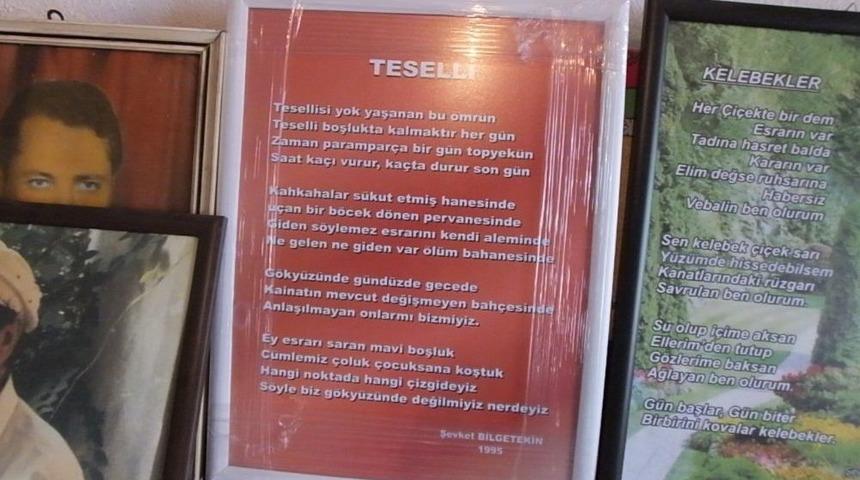 TESELLİ
Tesellisi yok yaşanan bu ömrün
Teselli boşlukta kalmaktır her gün
Zaman paramparça bir gün topyekün
Saat kaçı vurur, kaçta durur son gün
Kahkahalar sükut etmiş hanesinde
uçan bir böcek dönen pervanesinde
Giden söylemez esrarını kendi aleminde
Ne gelen ne giden var ölüm bahanesinde
Gökyüzünde gündüzde gecede
Kainatın mevcut değişmeyen bahçesinde
Anlaşılmayan onlarmı bizmiyiz.
Ey esrarı saran mavi boşluk
Cümlemiz çoluk çocuksana koştuk
Hangi noktada hangi çizgideyiz
Söyle biz gökyüzünde değilmiyiz nerdeyiz
Şevket BİLGETEKİN
1995
KELEBEKLER
Her Çiçekte bir dem
Esrarın var
Tadına hasret balda
Kararın var
Elim değse ruhsarına
Habersiz
Vebalin ben olurum
Sen kelebek çiçek sarı
Yüzümde hissedebilsem
Kanatlarındaki rüzgarı
Savrulan ben olurum.
Su olup içime aksan
Ellerim'den tutup
Gözlerime baksan
Ağlayan ben olurum.
Gün başlar, Gün biter
Birbirini kovalar kelebekler.